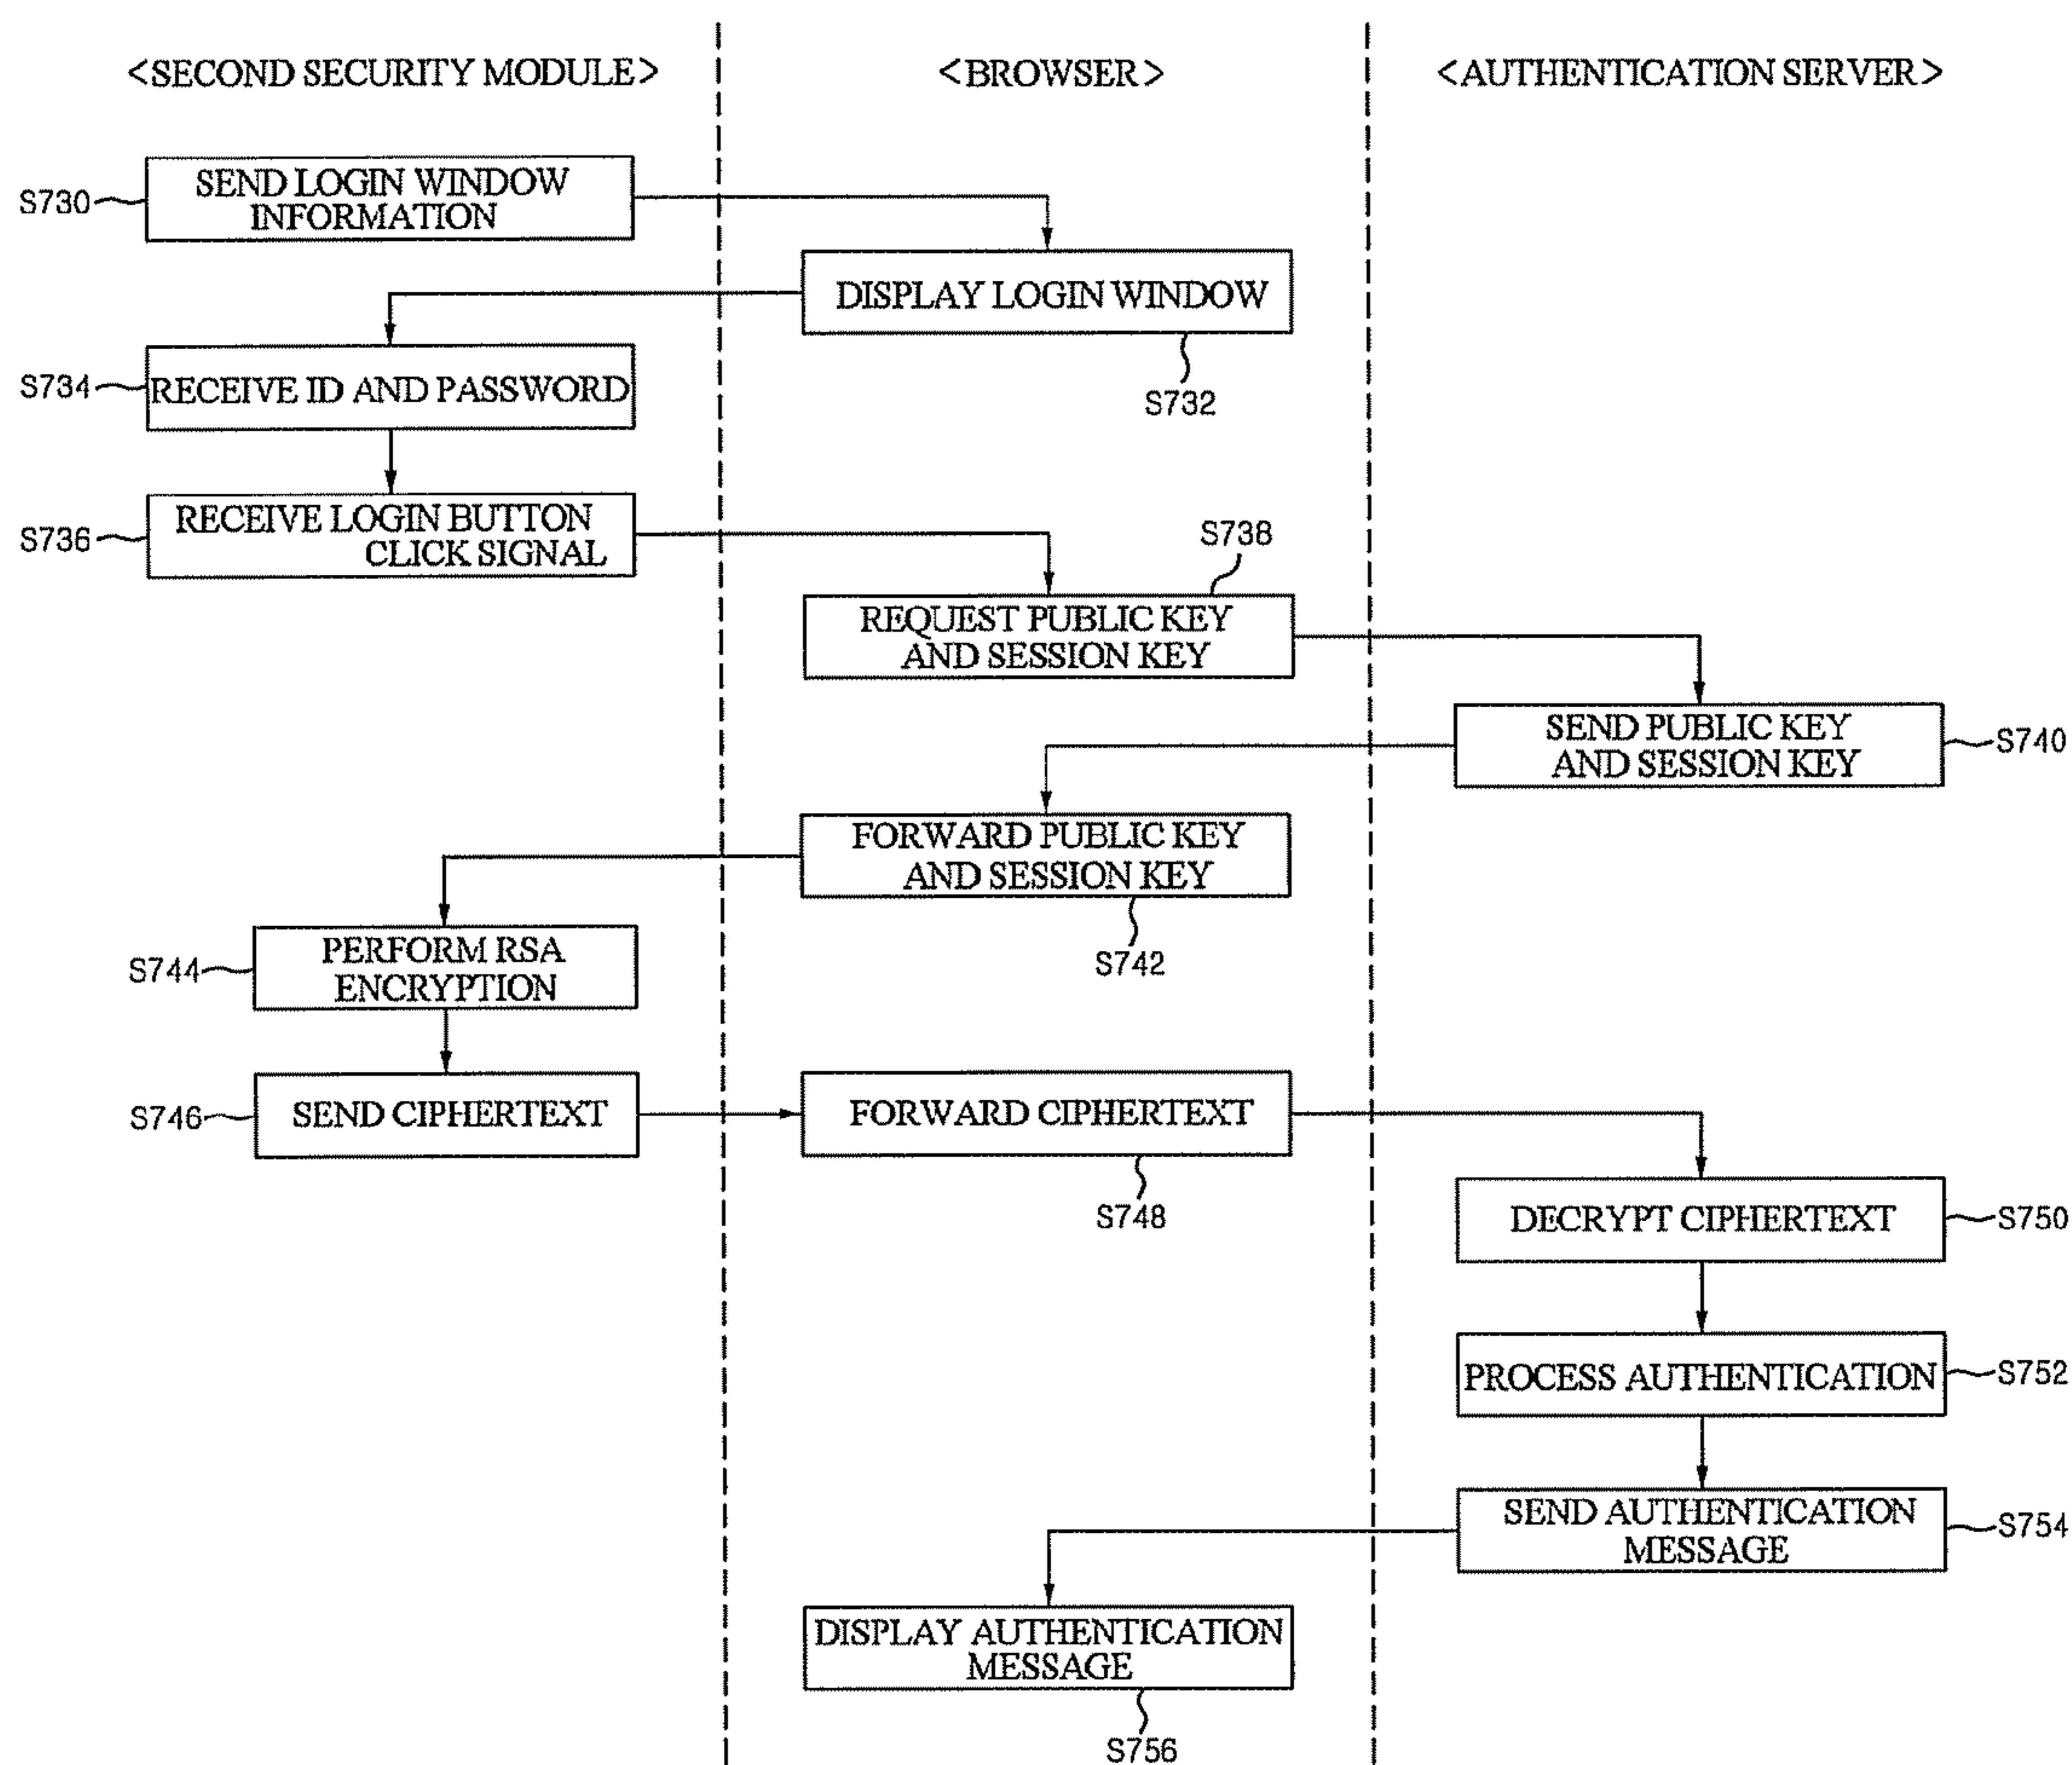 <SECOND SECURITY MODULE>
<BROWSER>
<AUTHENTICATION SERVER>
S730
SEND LOGIN WINDOW
INFORMATION
DISPLAY LOGIN WINDOW
S732
S734
RECEIVE ID AND PASSWORD
S736
RECEIVE LOGIN BUTTON
CLICK SIGNAL
S738
REQUEST PUBLIC KEY
AND SESSION KEY
SEND PUBLIC KEY
AND SESSION KEY
S740
FORWARD PUBLIC KEY
AND SESSION KEY
S742
S744
PERFORM RSA
ENCRYPTION
S746
SEND CIPHERTEXT
FORWARD CIPHERTEXT
S748
DECRYPT CIPHERTEXT
S750
PROCESS AUTHENTICATION
S752
SEND AUTHENTICATION
MESSAGE
S754
DISPLAY AUTHENTICATION
MESSAGE
S756